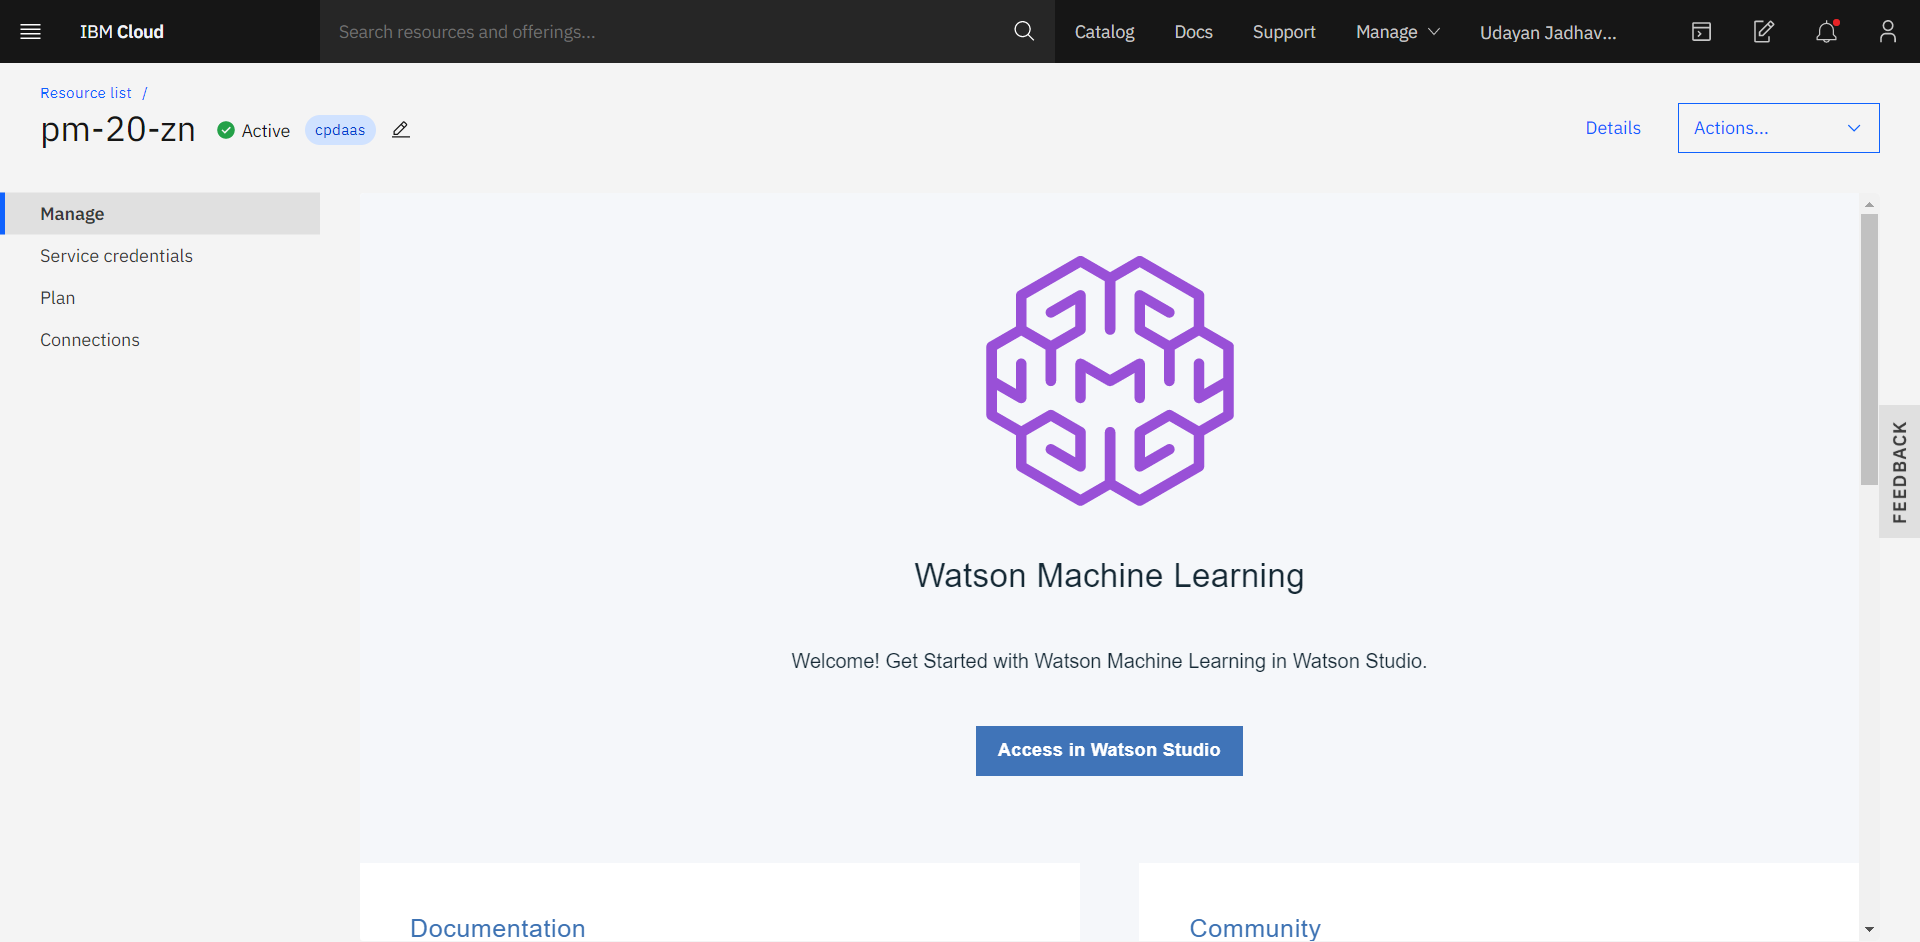 IBM Cloud
Search resources and offerings...
Catalog
Docs
Support
Manage
Udayan Jadhav...
Resource list /
pm-20-zn
Active
cpdaas
Details
Actions...
Manage
Service credentials
Plan
Connections
Watson Machine Learning
Welcome! Get Started with Watson Machine Learning in Watson Studio.
Access in Watson Studio
FEEDBACK
Documentation
Community